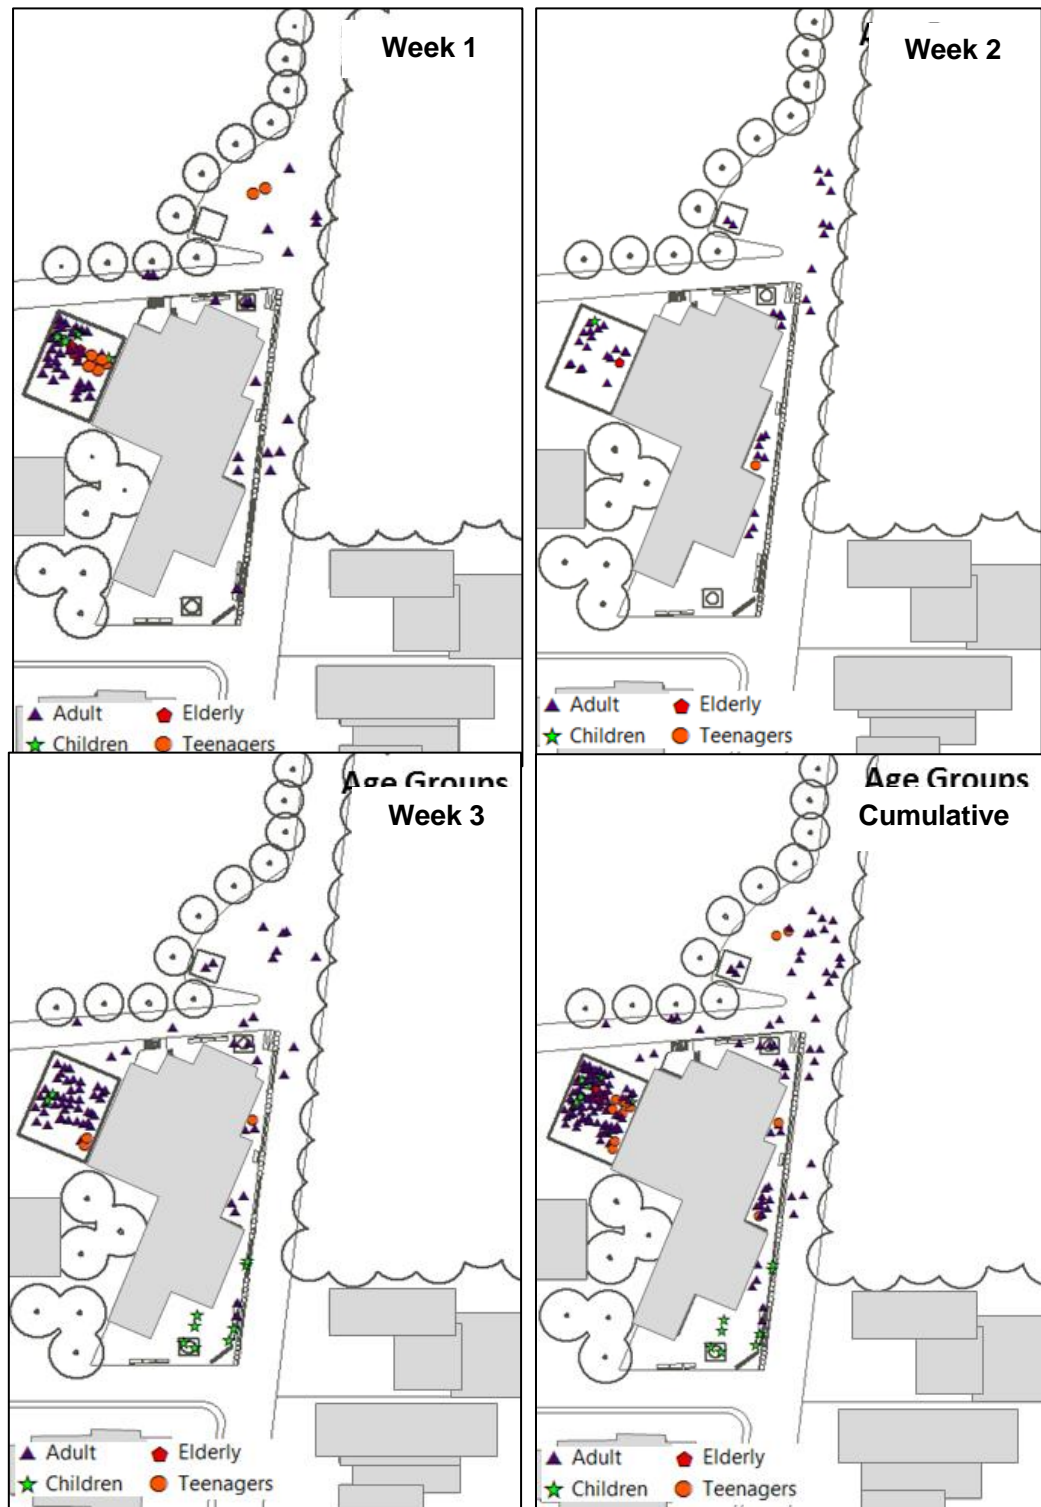 Week 1
Adult Elderly
Children Teenagers
Week 2
Adult Elderly
Children Teenagers
Age Groups
Week 3
Adult Elderly
Children Teenagers
Age Groups
Cumulative
Adult Elderly
Children Teenagers